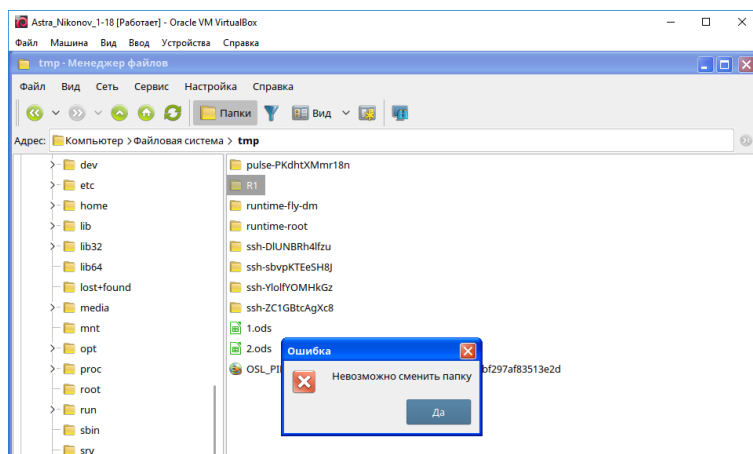 Astra_Nikonov_1-18 [Работает] - Oracle VM VirtualBox
Файл Машина Вид Ввод Устройства Справка
tmp - Менеджер файлов
Файл Вид Сеть Сервис Настройка Справка
Папки Вид
Адрес: Компьютер > Файловая система > tmp
dev
etc
home
lib
lib32
lib64
lost+found
media
mnt
opt
proc
root
run
sbin
srv
pulse-PKdhtXMmr18n
R1
runtime-fly-dm
runtime-root
ssh-DlUNBRh4lfzu
ssh-sbvpKTEeSH8J
ssh-YlolfYOMHkGz
ssh-ZC1GBtcAgXc8
1.ods
2.ods
OSL_PI bf297af83513e2d
Ошибка
Невозможно сменить папку
Да